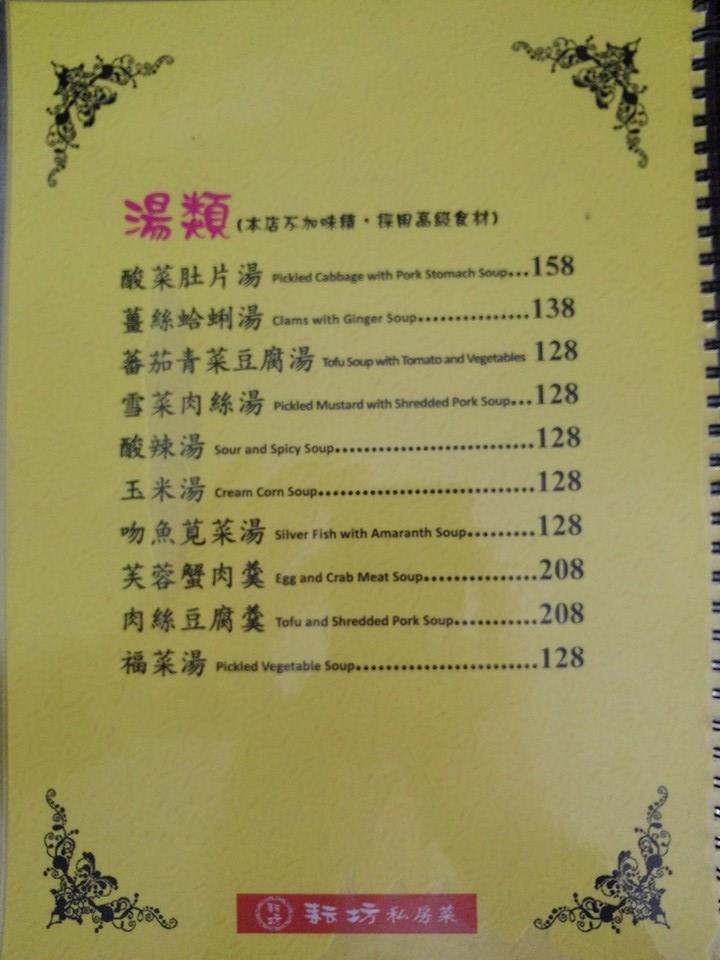 湯類(本店不加味精・採用高級食材)
酸菜肚片湯 Pickled Cabbage with Pork Stomach Soup...158
薑絲蛤蜊湯 Clams with Ginger Soup................138
蕃茄青菜豆腐湯 Tofu Soup with Tomato and Vegetables 128
雪菜肉絲湯 Pickled Mustard with Shredded Pork Soup...128
酸辣湯 Sour and Spicy Soup.............................128
玉米湯 Cream Corn Soup................................128
吻魚莧菜湯 Silver Fish with Amaranth Soup..........128
芙蓉蟹肉羹 Egg and Crab Meat Soup................208
肉絲豆腐羹 Tofu and Shredded Pork Soup............208
福菜湯 Pickled Vegetable Soup..........................128
耘坊 耘坊 私房菜